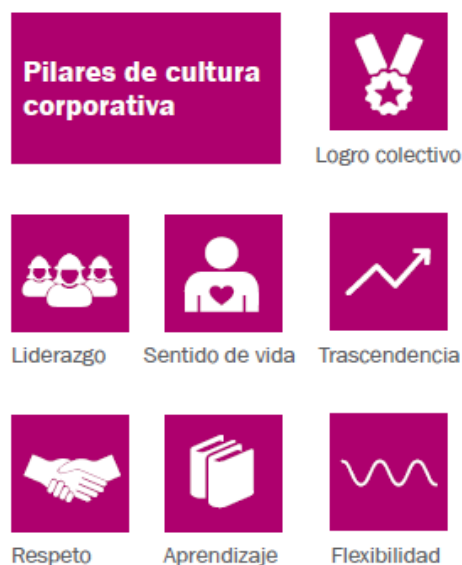 Pilares de cultura
corporativa
Logro colectivo
Liderazgo
Sentido de vida
Trascendencia
Respeto
Aprendizaje
Flexibilidad